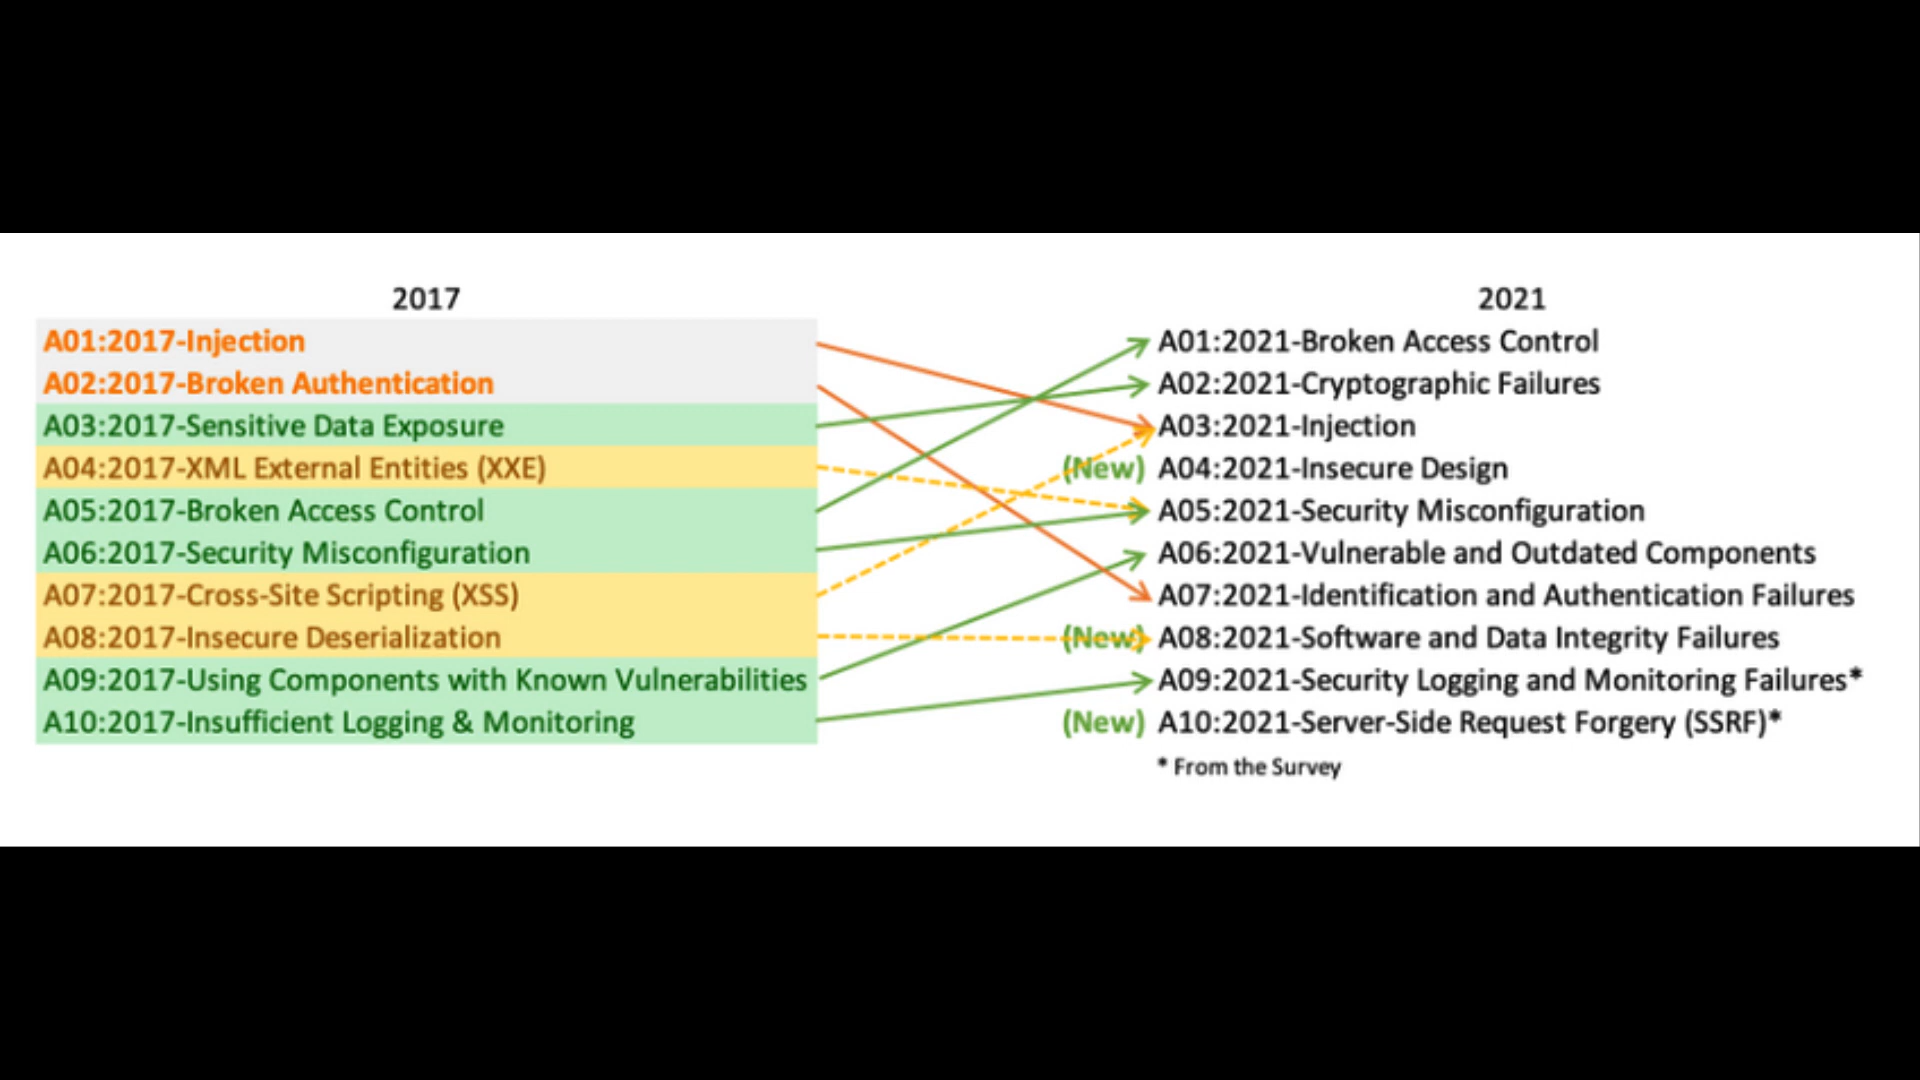 2017
A01:2017-Injection
A02:2017-Broken Authentication
A03:2017-Sensitive Data Exposure
A04:2017-XML External Entities (XXE)
A05:2017-Broken Access Control
A06:2017-Security Misconfiguration
A07:2017-Cross-Site Scripting (XSS)
A08:2017-Insecure Deserialization
A09:2017-Using Components with Known Vulnerabilities
A10:2017-Insufficient Logging & Monitoring
2021
A01:2021-Broken Access Control
A02:2021-Cryptographic Failures
A03:2021-Injection
(New) A04:2021-Insecure Design
A05:2021-Security Misconfiguration
A06:2021-Vulnerable and Outdated Components
A07:2021-Identification and Authentication Failures
(New) A08:2021-Software and Data Integrity Failures
A09:2021-Security Logging and Monitoring Failures*
(New) A10:2021-Server-Side Request Forgery (SSRF)*
* From the Survey